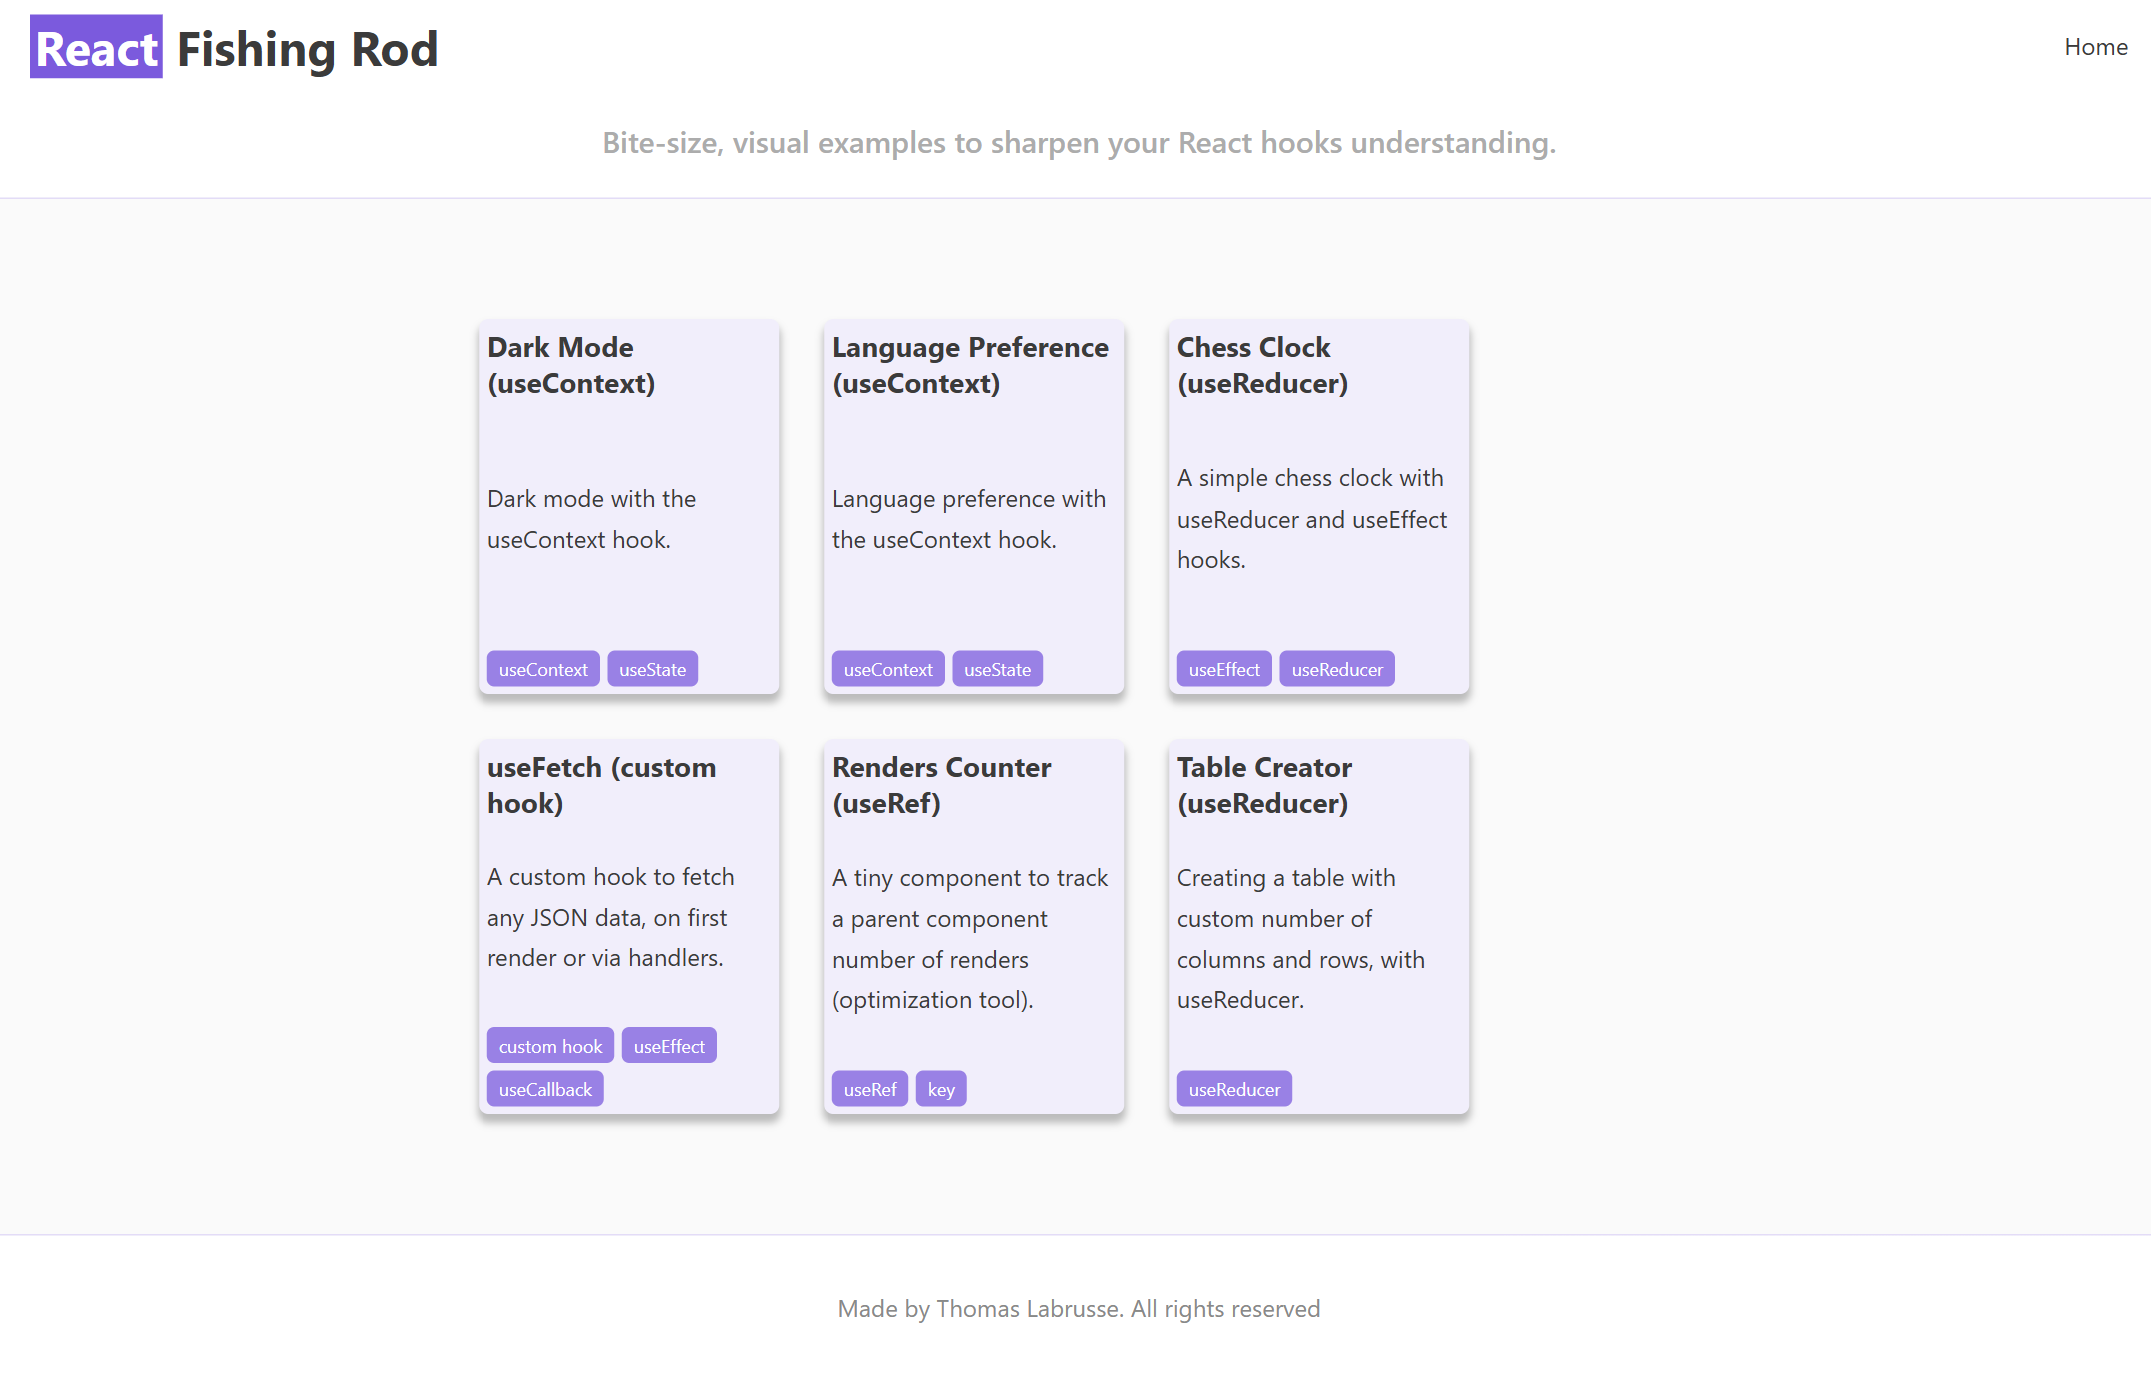 React Fishing Rod
Home
Bite-size, visual examples to sharpen your React hooks understanding.
Dark Mode
(useContext)
Dark mode with the
useContext hook.
useContext useState
Language Preference
(useContext)
Language preference with
the useContext hook.
useContext useState
Chess Clock
(useReducer)
A simple chess clock with
useReducer and useEffect
hooks.
useEffect useReducer
useFetch (custom
hook)
A custom hook to fetch
any JSON data, on first
render or via handlers.
custom hook useEffect
useCallback
Renders Counter
(useRef)
A tiny component to track
a parent component
number of renders
(optimization tool).
useRef key
Table Creator
(useReducer)
Creating a table with
custom number of
columns and rows, with
useReducer.
useReducer
Made by Thomas Labrusse. All rights reserved